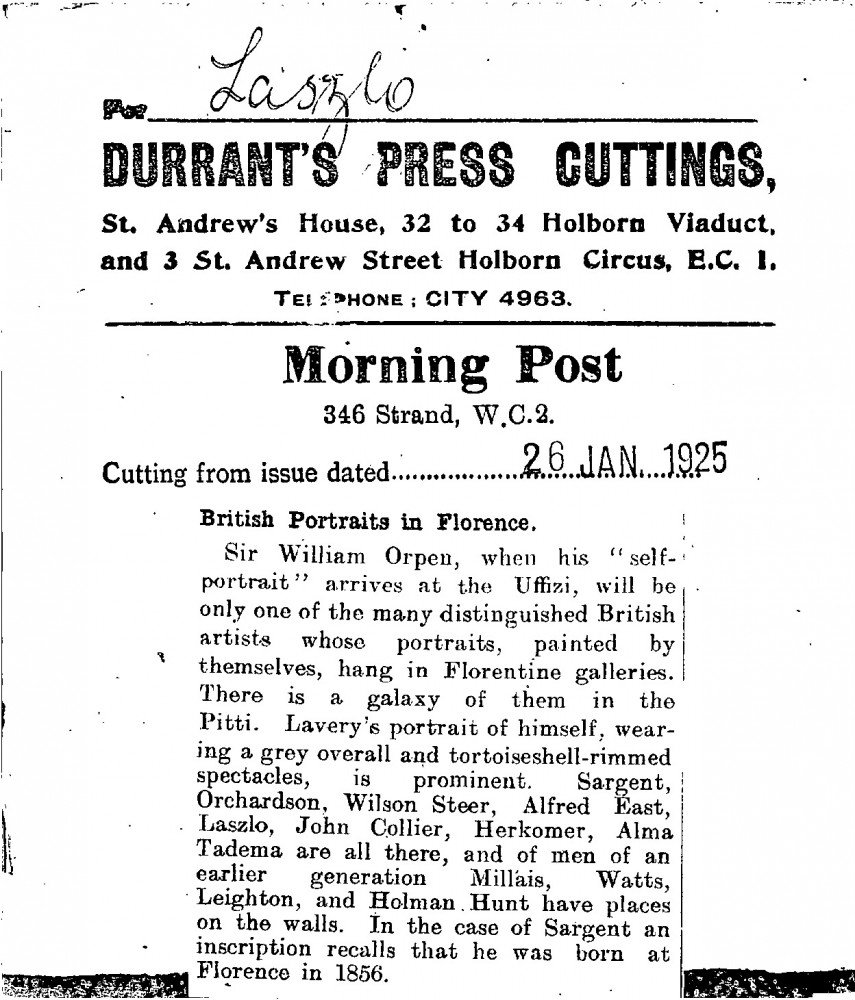 For Laszlo
DURRANT'S PRESS CUTTINGS,
St. Andrew's House, 32 to 34 Holborn Viaduct,
and 3 St. Andrew Street Holborn Circus, E.C. 1.
TELEPHONE : CITY 4963.
Morning Post
346 Strand, W.C.2.
Cutting from issue dated..................26 JAN 1925
British Portraits in Florence.
Sir William Orpen, when his "self-
portrait" arrives at the Uffizi, will be
only one of the many distinguished British
artists whose portraits, painted by
themselves, hang in Florentine galleries.
There is a galaxy of them in the
Pitti. Lavery's portrait of himself, wear-
ing a grey overall and tortoiseshell-rimmed
spectacles, is prominent. Sargent,
Orchardson, Wilson Steer, Alfred East,
Laszlo, John Collier, Herkomer, Alma
Tadema are all there, and of men of an
earlier generation Millais, Watts,
Leighton, and Holman Hunt have places
on the walls. In the case of Sargent an
inscription recalls that he was born at
Florence in 1856.